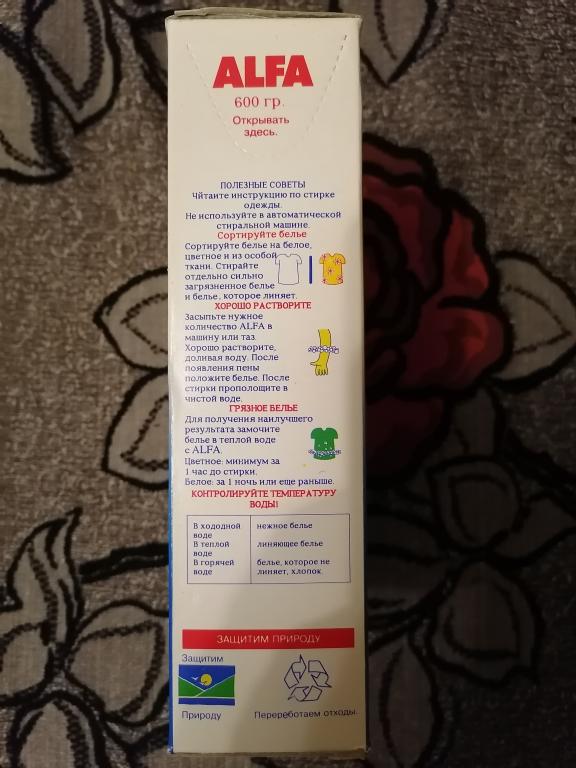 ALFA
600 гр.
Открывать
здесь.
ПОЛЕЗНЫЕ СОВЕТЫ
Чйтаите инструкцию по стирке
одежды.
Не используйте в автоматической
стиральной машине.
Сортируйте белье
Сортируйте белье на белое,
цветное и из особой
ткани. Стирайте
отдельно сильно
загрязненное белье
и белье, которое линяет.
ХОРОШО РАСТВОРИТЕ
Засыпьте нужное
количество ALFA в
машину или таз.
Хорошо растворите,
доливая воду. После
появления пены
положите белье. После
стирки прополощите в
чистой воде.
ГРЯЗНОЕ БЕЛЬЕ
Для получения наилучшего
результата замочите
белье в теплой воде
с ALFA.
Цветное: минимум за
1 час до стирки.
Белое: за 1 ночь или еще раньше.
КОНТРОЛИРУЙТЕ ТЕМПЕРАТУРУ
ВОДЫ!
В хододной нежное белье
воде
В теплой линяющее белье
воде
В горячей белье, которое не
воде линяет, хлопок.
ЗАЩИТИМ ПРИРОДУ
Защитим
Природу Переработаем отходы.